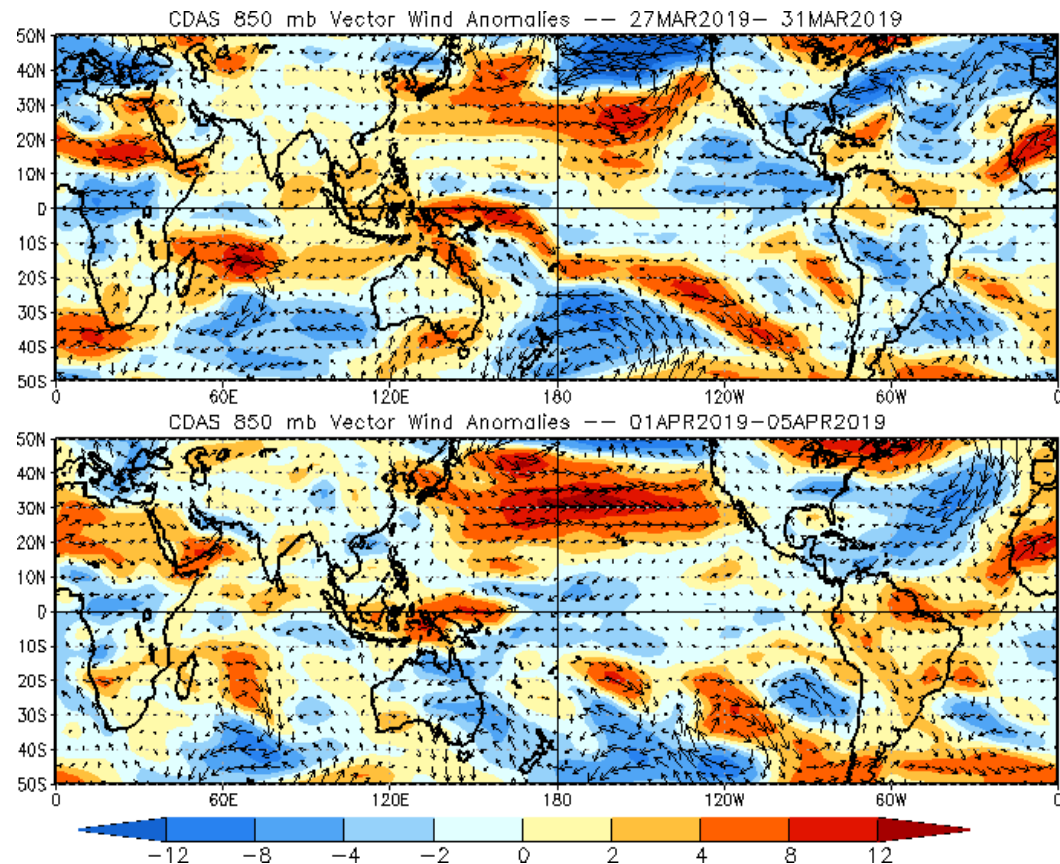 CDAS 850 mb Vector Wind Anomalies -- 27MAR2019- 31MAR2019
50N
40N
30N
20N
10N
0
10S
20S
30S
40S
50S
0 60E 120E 180 120W 60W 0
CDAS 850 mb Vector Wind Anomalies -- 01APR2019-05APR2019
50N
40N
30N
20N
10N
0
10S
20S
30S
40S
50S
0 60E 120E 180 120W 60W 0
-12 -8 -4 -2 0 2 4 8 12